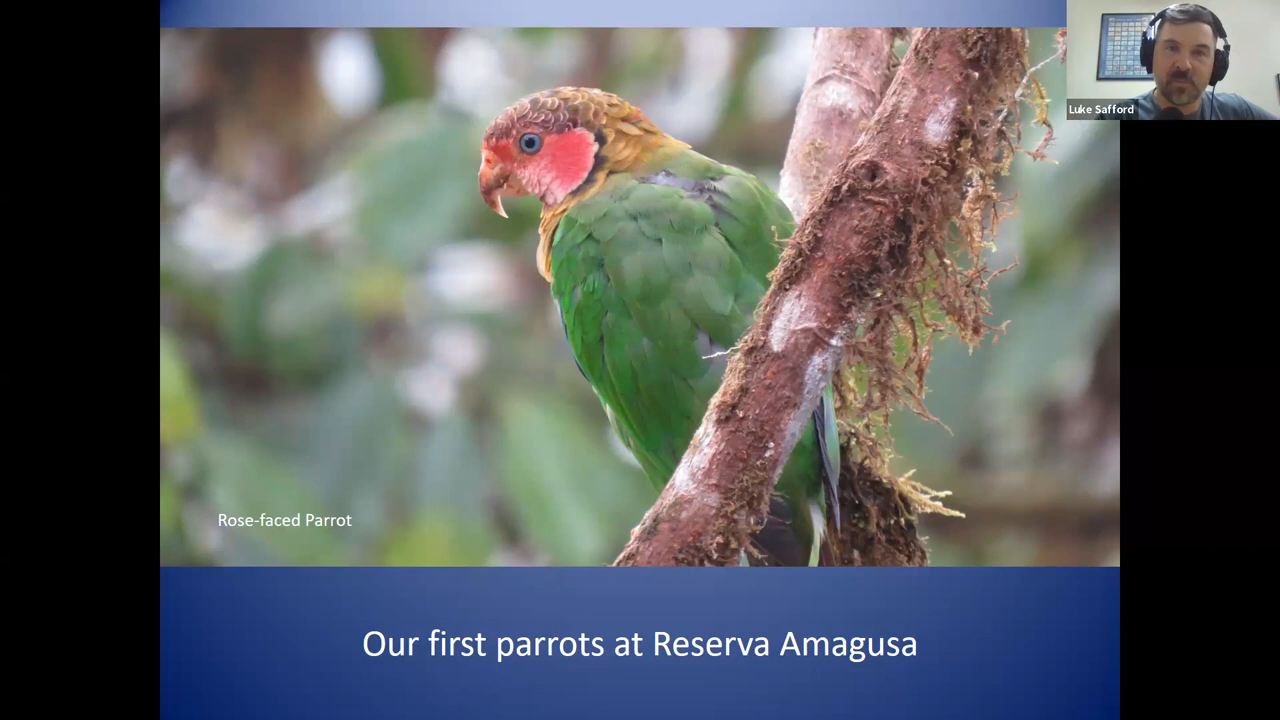 Luke Safford
Rose-faced Parrot
Our first parrots at Reserva Amagusa